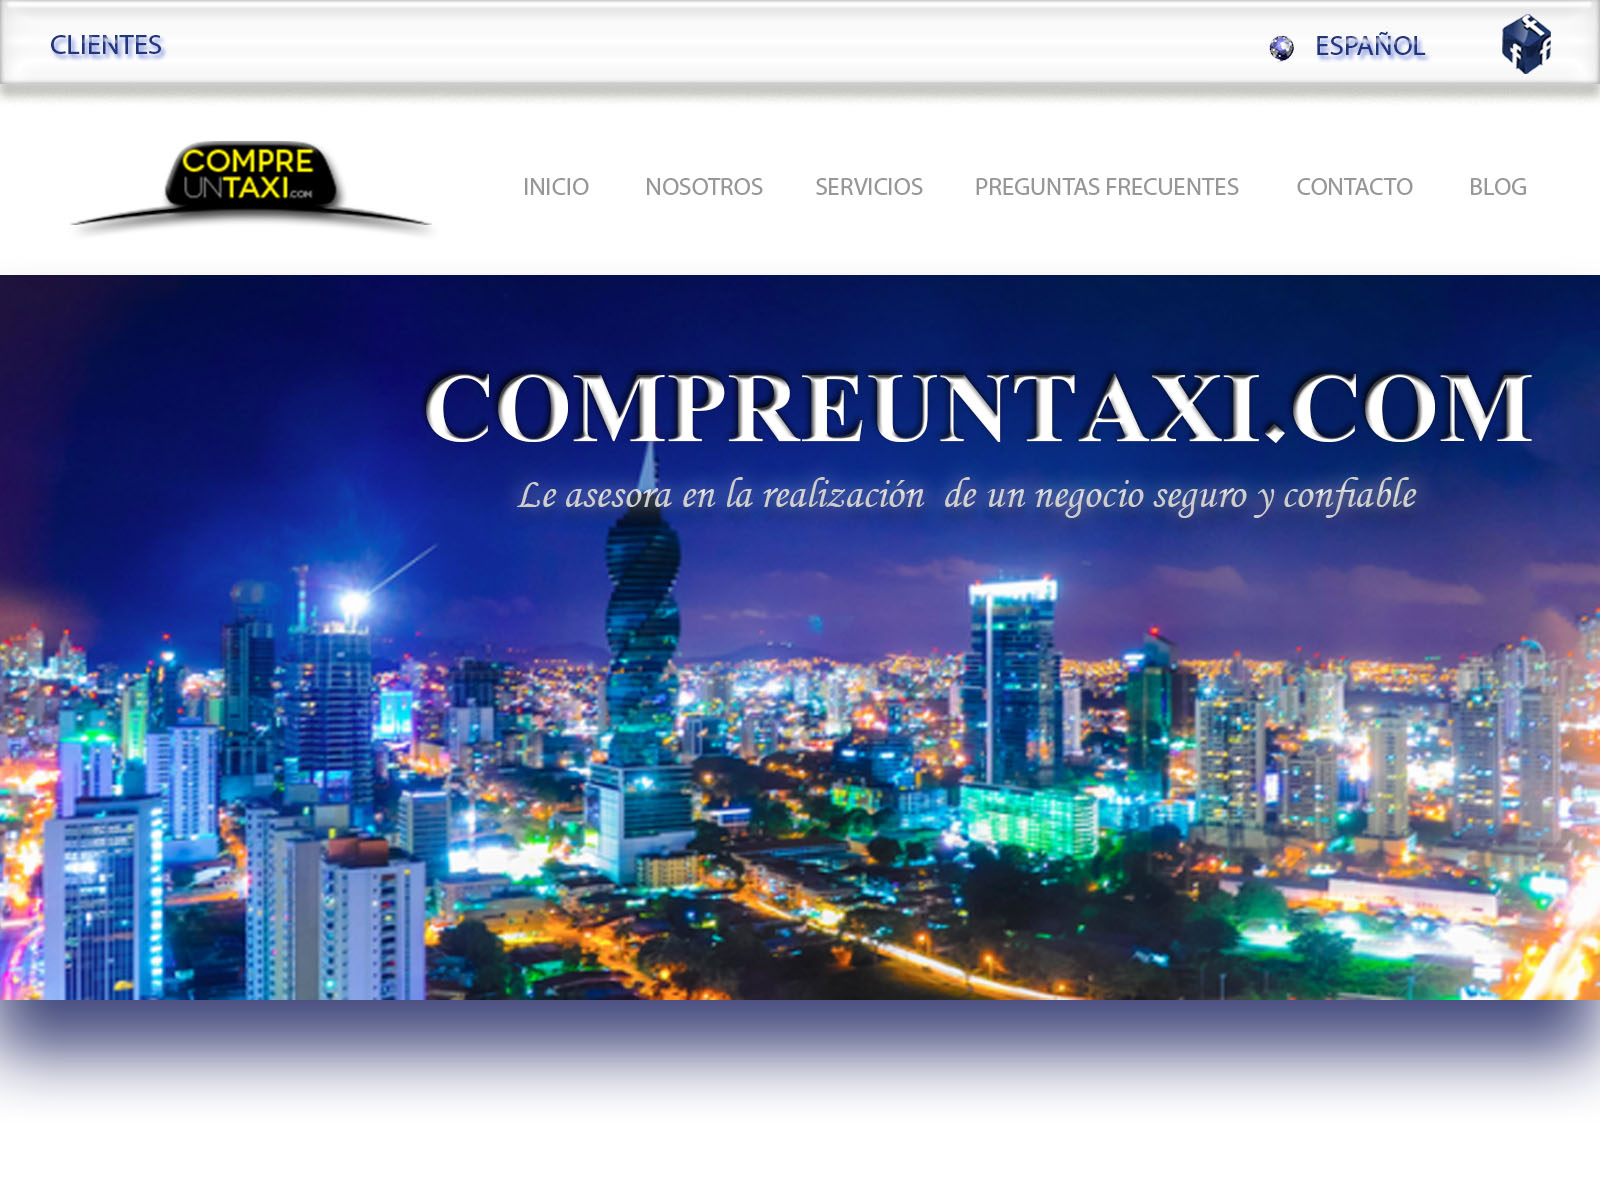 CLIENTES
ESPAÑOL
f f f
COMPRE
UNTAXI.COM
INICIO NOSOTROS SERVICIOS PREGUNTAS FRECUENTES CONTACTO BLOG
COMPREUNTAXI.COM
Le asesora en la realización de un negocio seguro y confiable